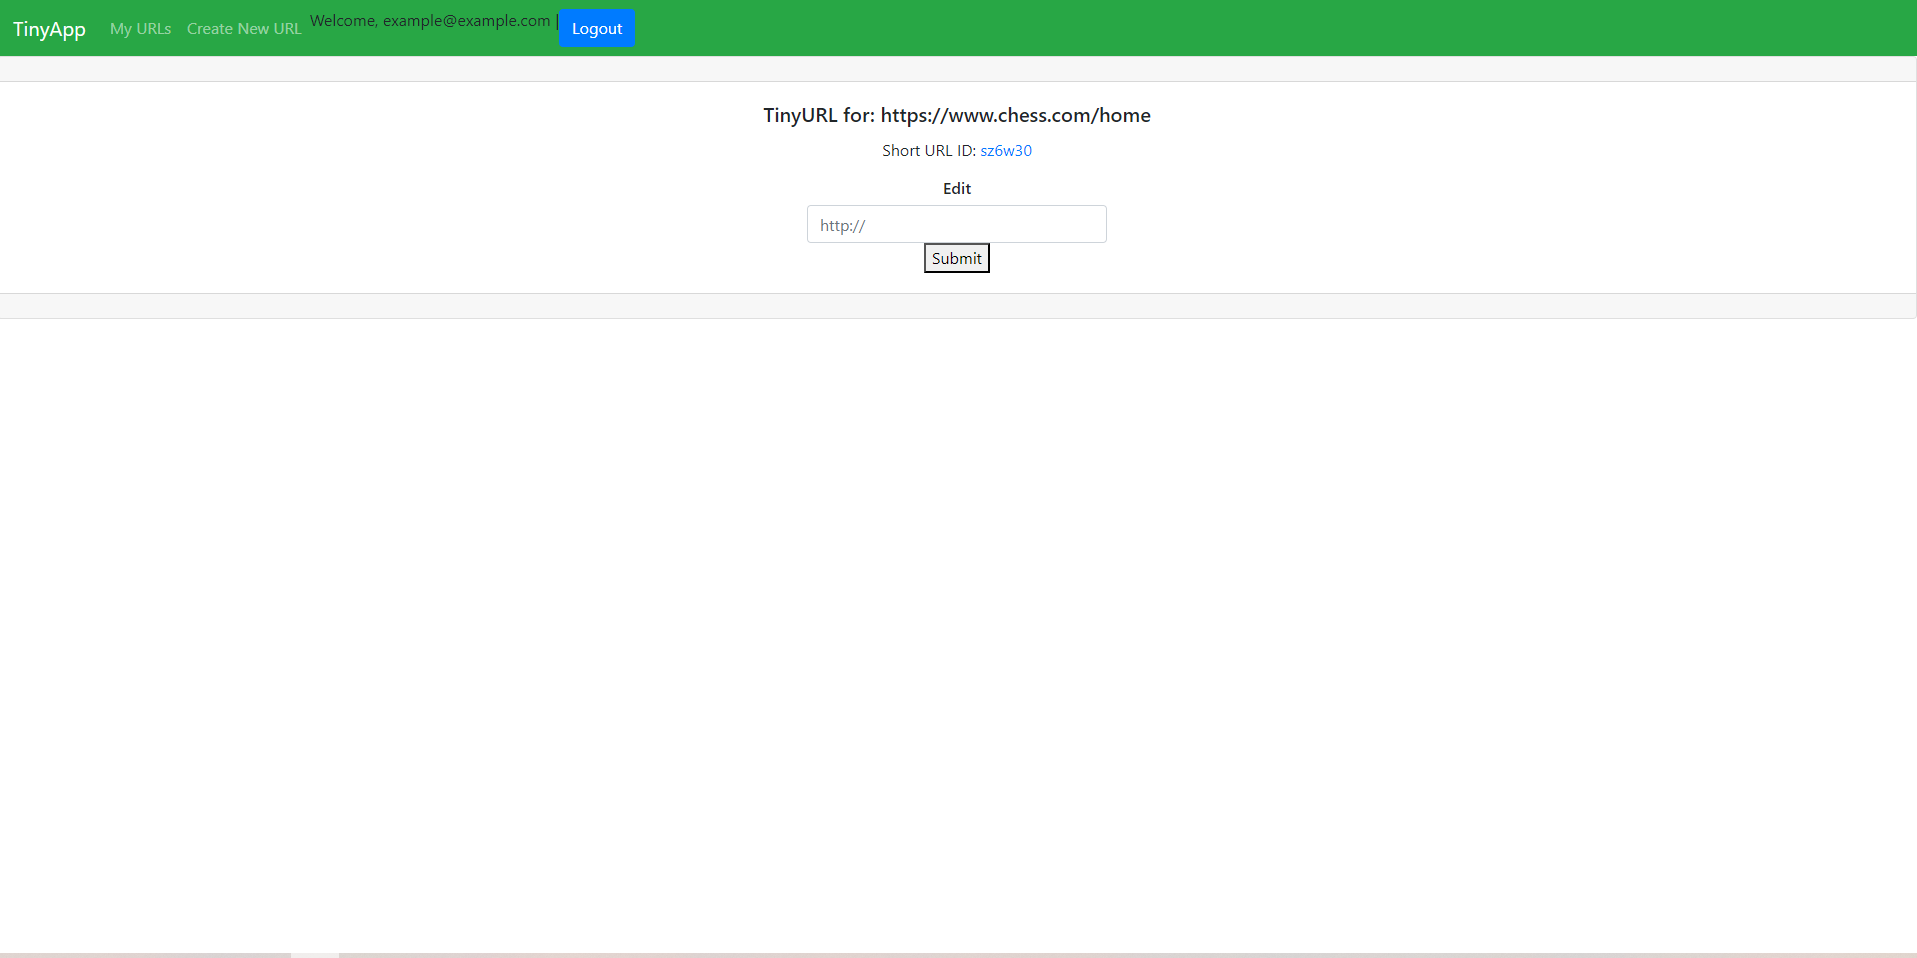 TinyApp My URLs Create New URL Welcome, example@example.com | Logout
TinyURL for: https://www.chess.com/home
Short URL ID: sz6w30
Edit
http://
Submit